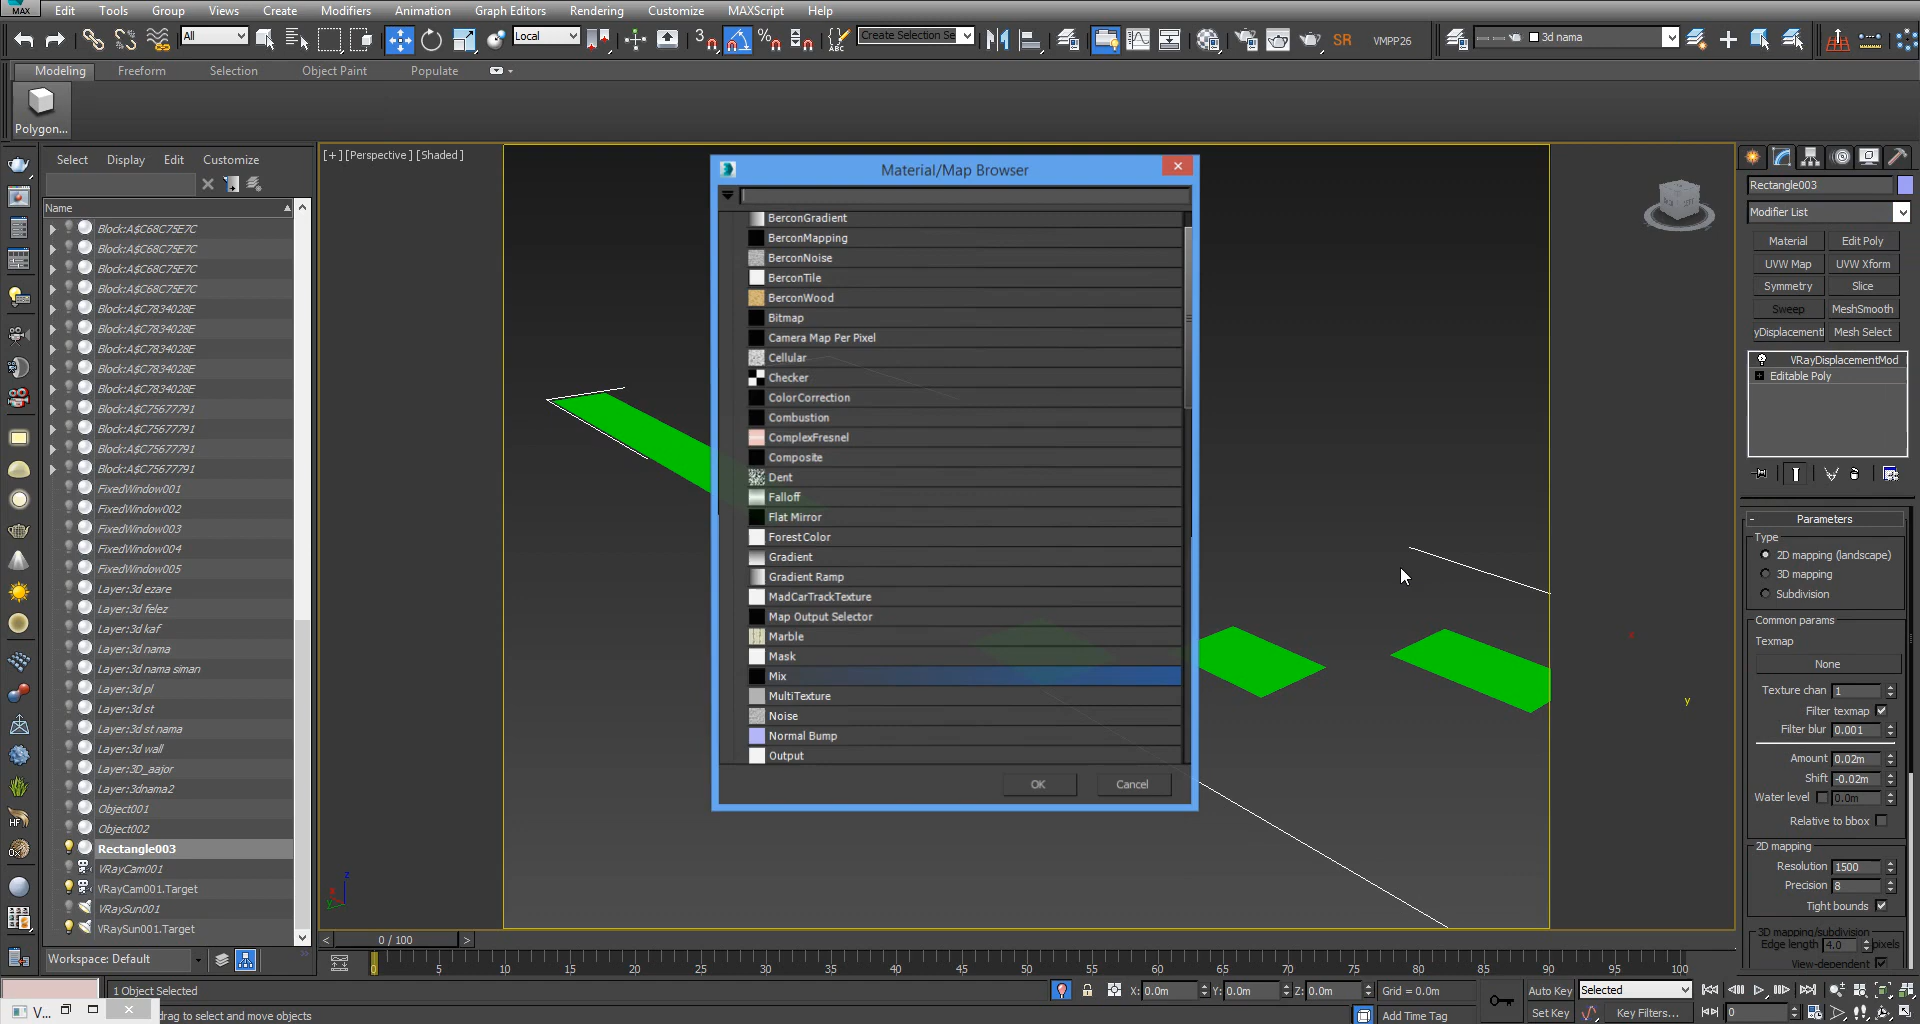 MAX Edit Tools Group Views Create Modifiers Animation Graph Editors Rendering Customize MAXScript Help
All Local 3 Create Selection Se SR VMPP26 3d nama
Modeling Freeform Selection Object Paint Populate
Polygon...
Select Display Edit Customize
Name
Block:A$C68C75E7C
Block:A$C68C75E7C
Block:A$C68C75E7C
Block:A$C68C75E7C
Block:A$C7834028E
Block:A$C7834028E
Block:A$C7834028E
Block:A$C7834028E
Block:A$C7834028E
Block:A$C75677791
Block:A$C75677791
Block:A$C75677791
Block:A$C75677791
FixedWindow001
FixedWindow002
FixedWindow003
FixedWindow004
FixedWindow005
Layer:3d ezare
Layer:3d felez
Layer:3d kaf
Layer:3d nama
Layer:3d nama siman
Layer:3d pl
Layer:3d st
Layer:3d st nama
Layer:3d wall
Layer:3D_aajor
Layer:3dnama2
Object001
Object002
Rectangle003
VRayCam001
VRayCam001.Target
VRaySun001
VRaySun001.Target
Workspace: Default
[+] [Perspective] [Shaded]
Material/Map Browser
BerconGradient
BerconMapping
BerconNoise
BerconTile
BerconWood
Bitmap
Camera Map Per Pixel
Cellular
Checker
ColorCorrection
Combustion
ComplexFresnel
Composite
Dent
Falloff
Flat Mirror
ForestColor
Gradient
Gradient Ramp
MadCarTrackTexture
Map Output Selector
Marble
Mask
Mix
MultiTexture
Noise
Normal Bump
Output
OK Cancel
x
y
z
Rectangle003
Modifier List
Material Edit Poly
UVW Map UVW Xform
Symmetry Slice
Sweep MeshSmooth
yDisplacement Mesh Select
VRayDisplacementMod
Editable Poly
Parameters
Type
2D mapping (landscape)
3D mapping
Subdivision
Common params
Texmap
None
Texture chan 1
Filter texmap
Filter blur 0.001
Amount 0.02m
Shift -0.02m
Water level 0.0m
Relative to bbox
2D mapping
Resolution 1500
Precision 8
Tight bounds
3D mapping/subdivision
Edge length 4.0 pixels
View-dependent
< 0 / 100 >
0 5 10 15 20 25 30 35 40 45 50 55 60 65 70 75 80 85 90 95 100
1 Object Selected X: 0.0m Y: 0.0m Z: 0.0m Grid = 0.0m Auto Key Selected
V... drag to select and move objects Add Time Tag Set Key Key Filters... 0